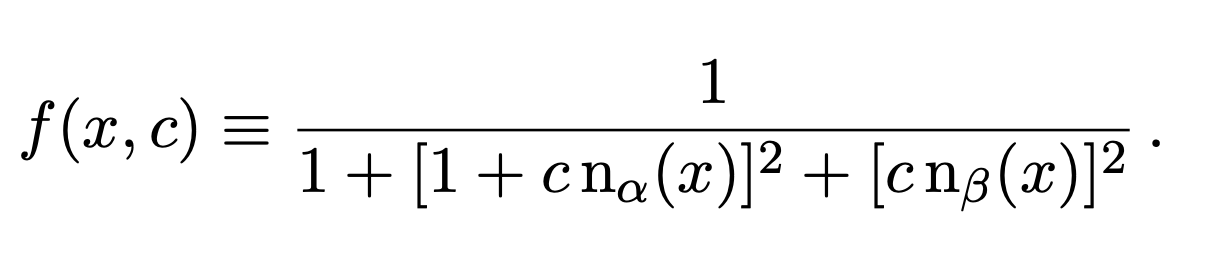 f(x, c) ≡ 1 / (1 + [1 + c n_α(x)]² + [c n_β(x)]²) .